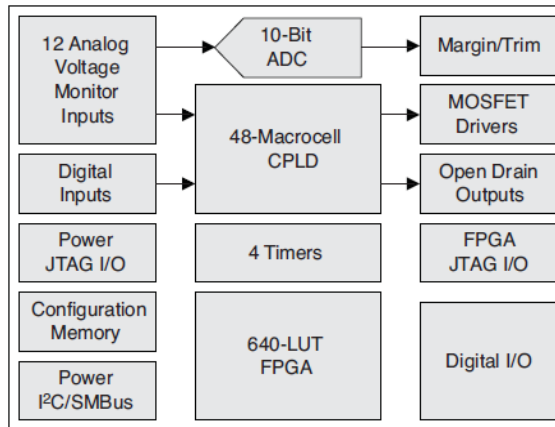 12 Analog
Voltage
Monitor
Inputs
10-Bit
ADC
Margin/Trim
48-Macrocell
CPLD
MOSFET
Drivers
Digital
Inputs
Open Drain
Outputs
Power
JTAG I/O
4 Timers
FPGA
JTAG I/O
Configuration
Memory
640-LUT
FPGA
Digital I/O
Power
I²C/SMBus